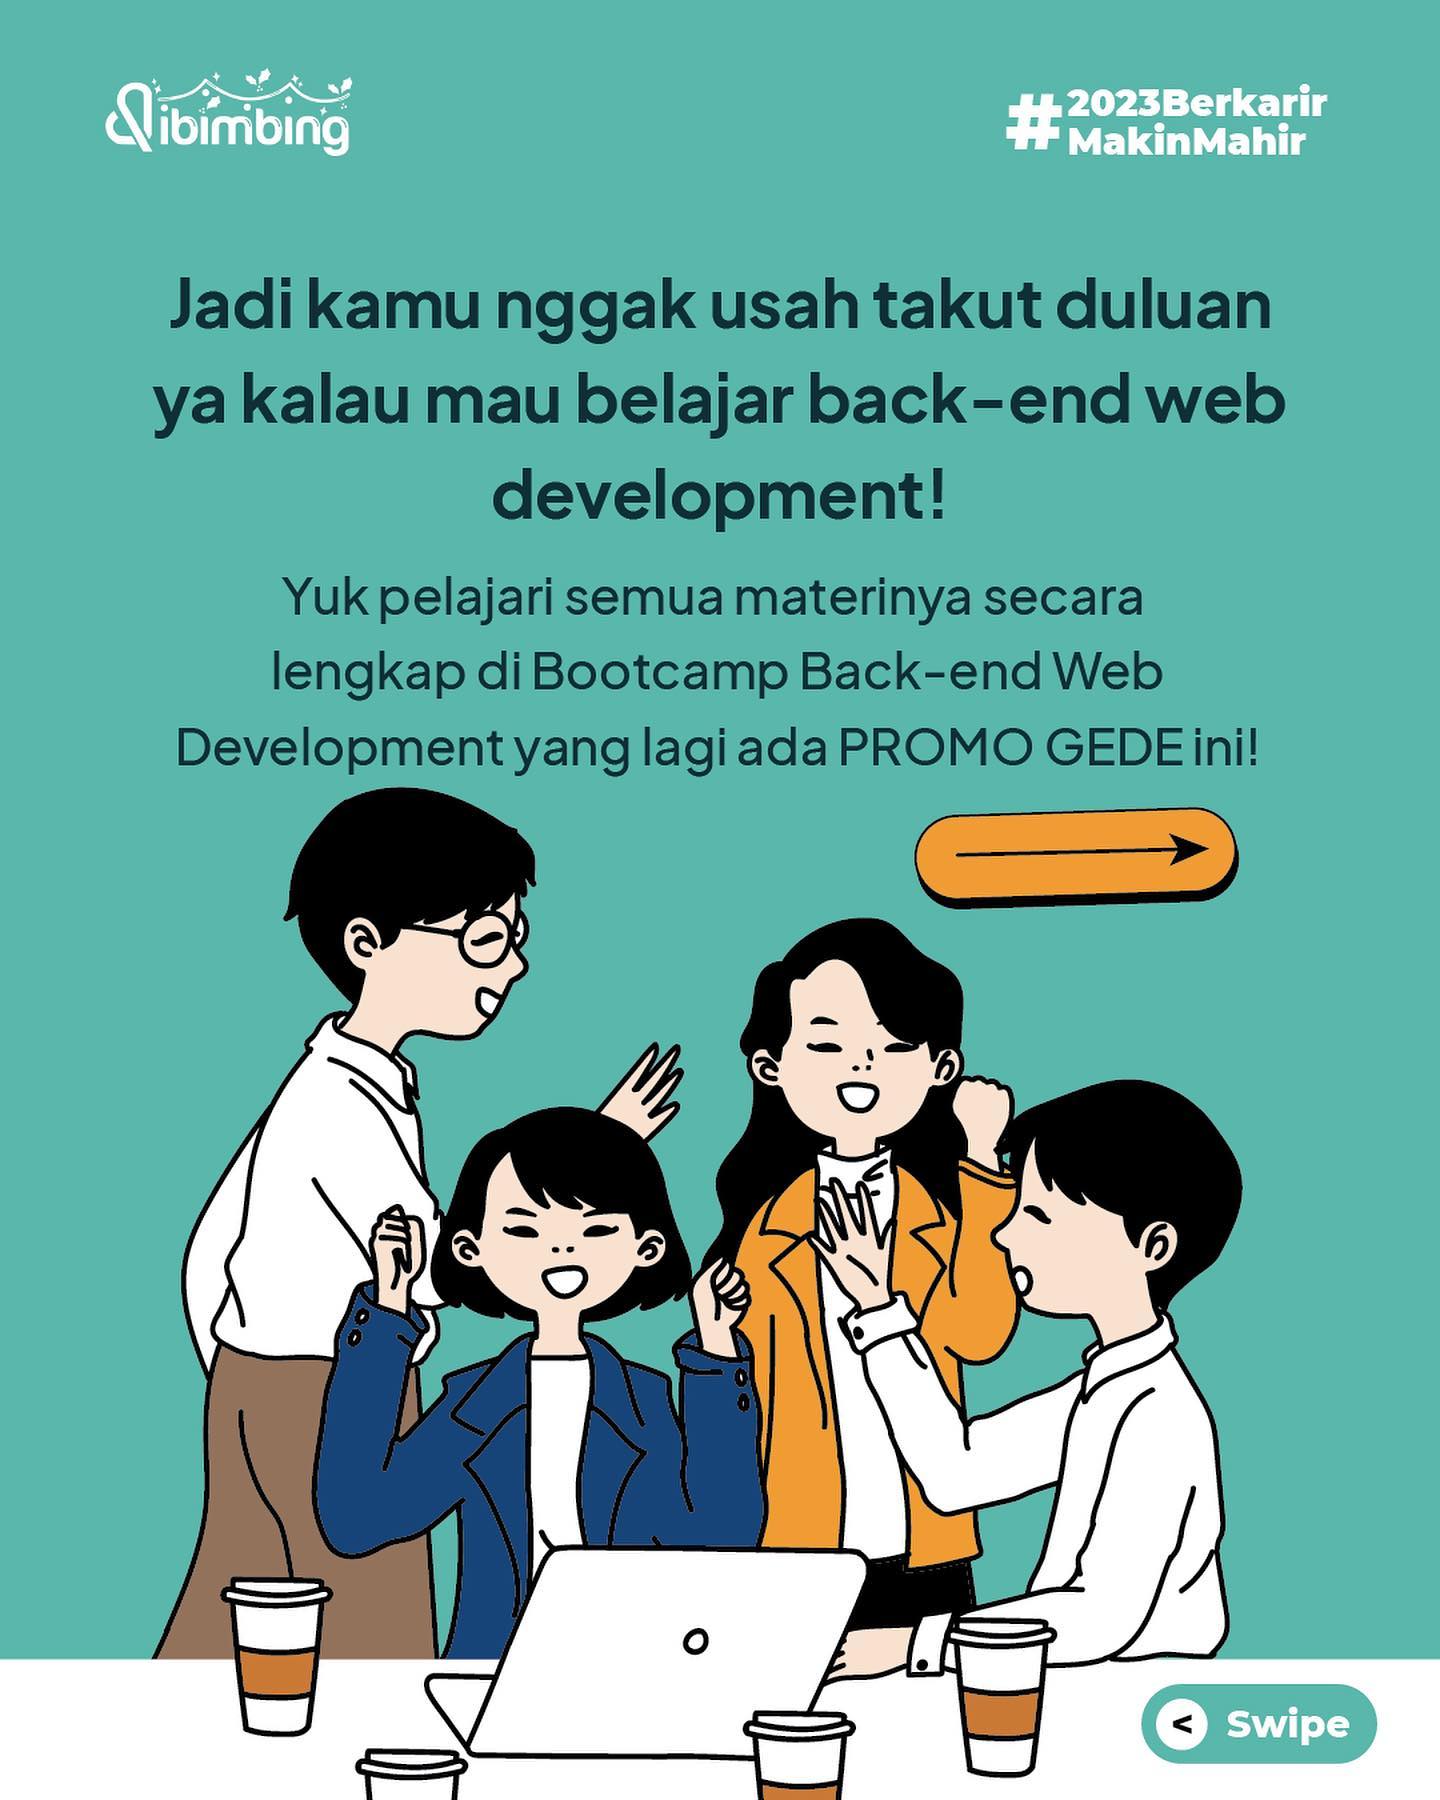 dibimbing
#2023Berkarir
MakinMahir
Jadi kamu nggak usah takut duluan
ya kalau mau belajar back-end web
development!
Yuk pelajari semua materinya secara
lengkap di Bootcamp Back-end Web
Development yang lagi ada PROMO GEDE ini!
< Swipe